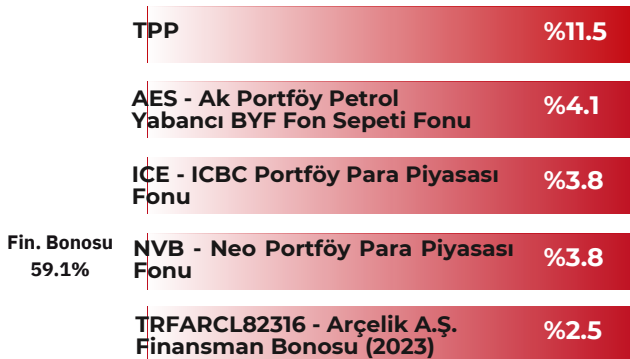 TPP %11.5
AES - Ak Portföy Petrol
Yabancı BYF Fon Sepeti Fonu %4.1
ICE - ICBC Portföy Para Piyasası
Fonu %3.8
Fin. Bonosu
59.1%
NVB - Neo Portföy Para Piyasası
Fonu %3.8
TRFARCL82316 - Arçelik A.Ş.
Finansman Bonosu (2023) %2.5